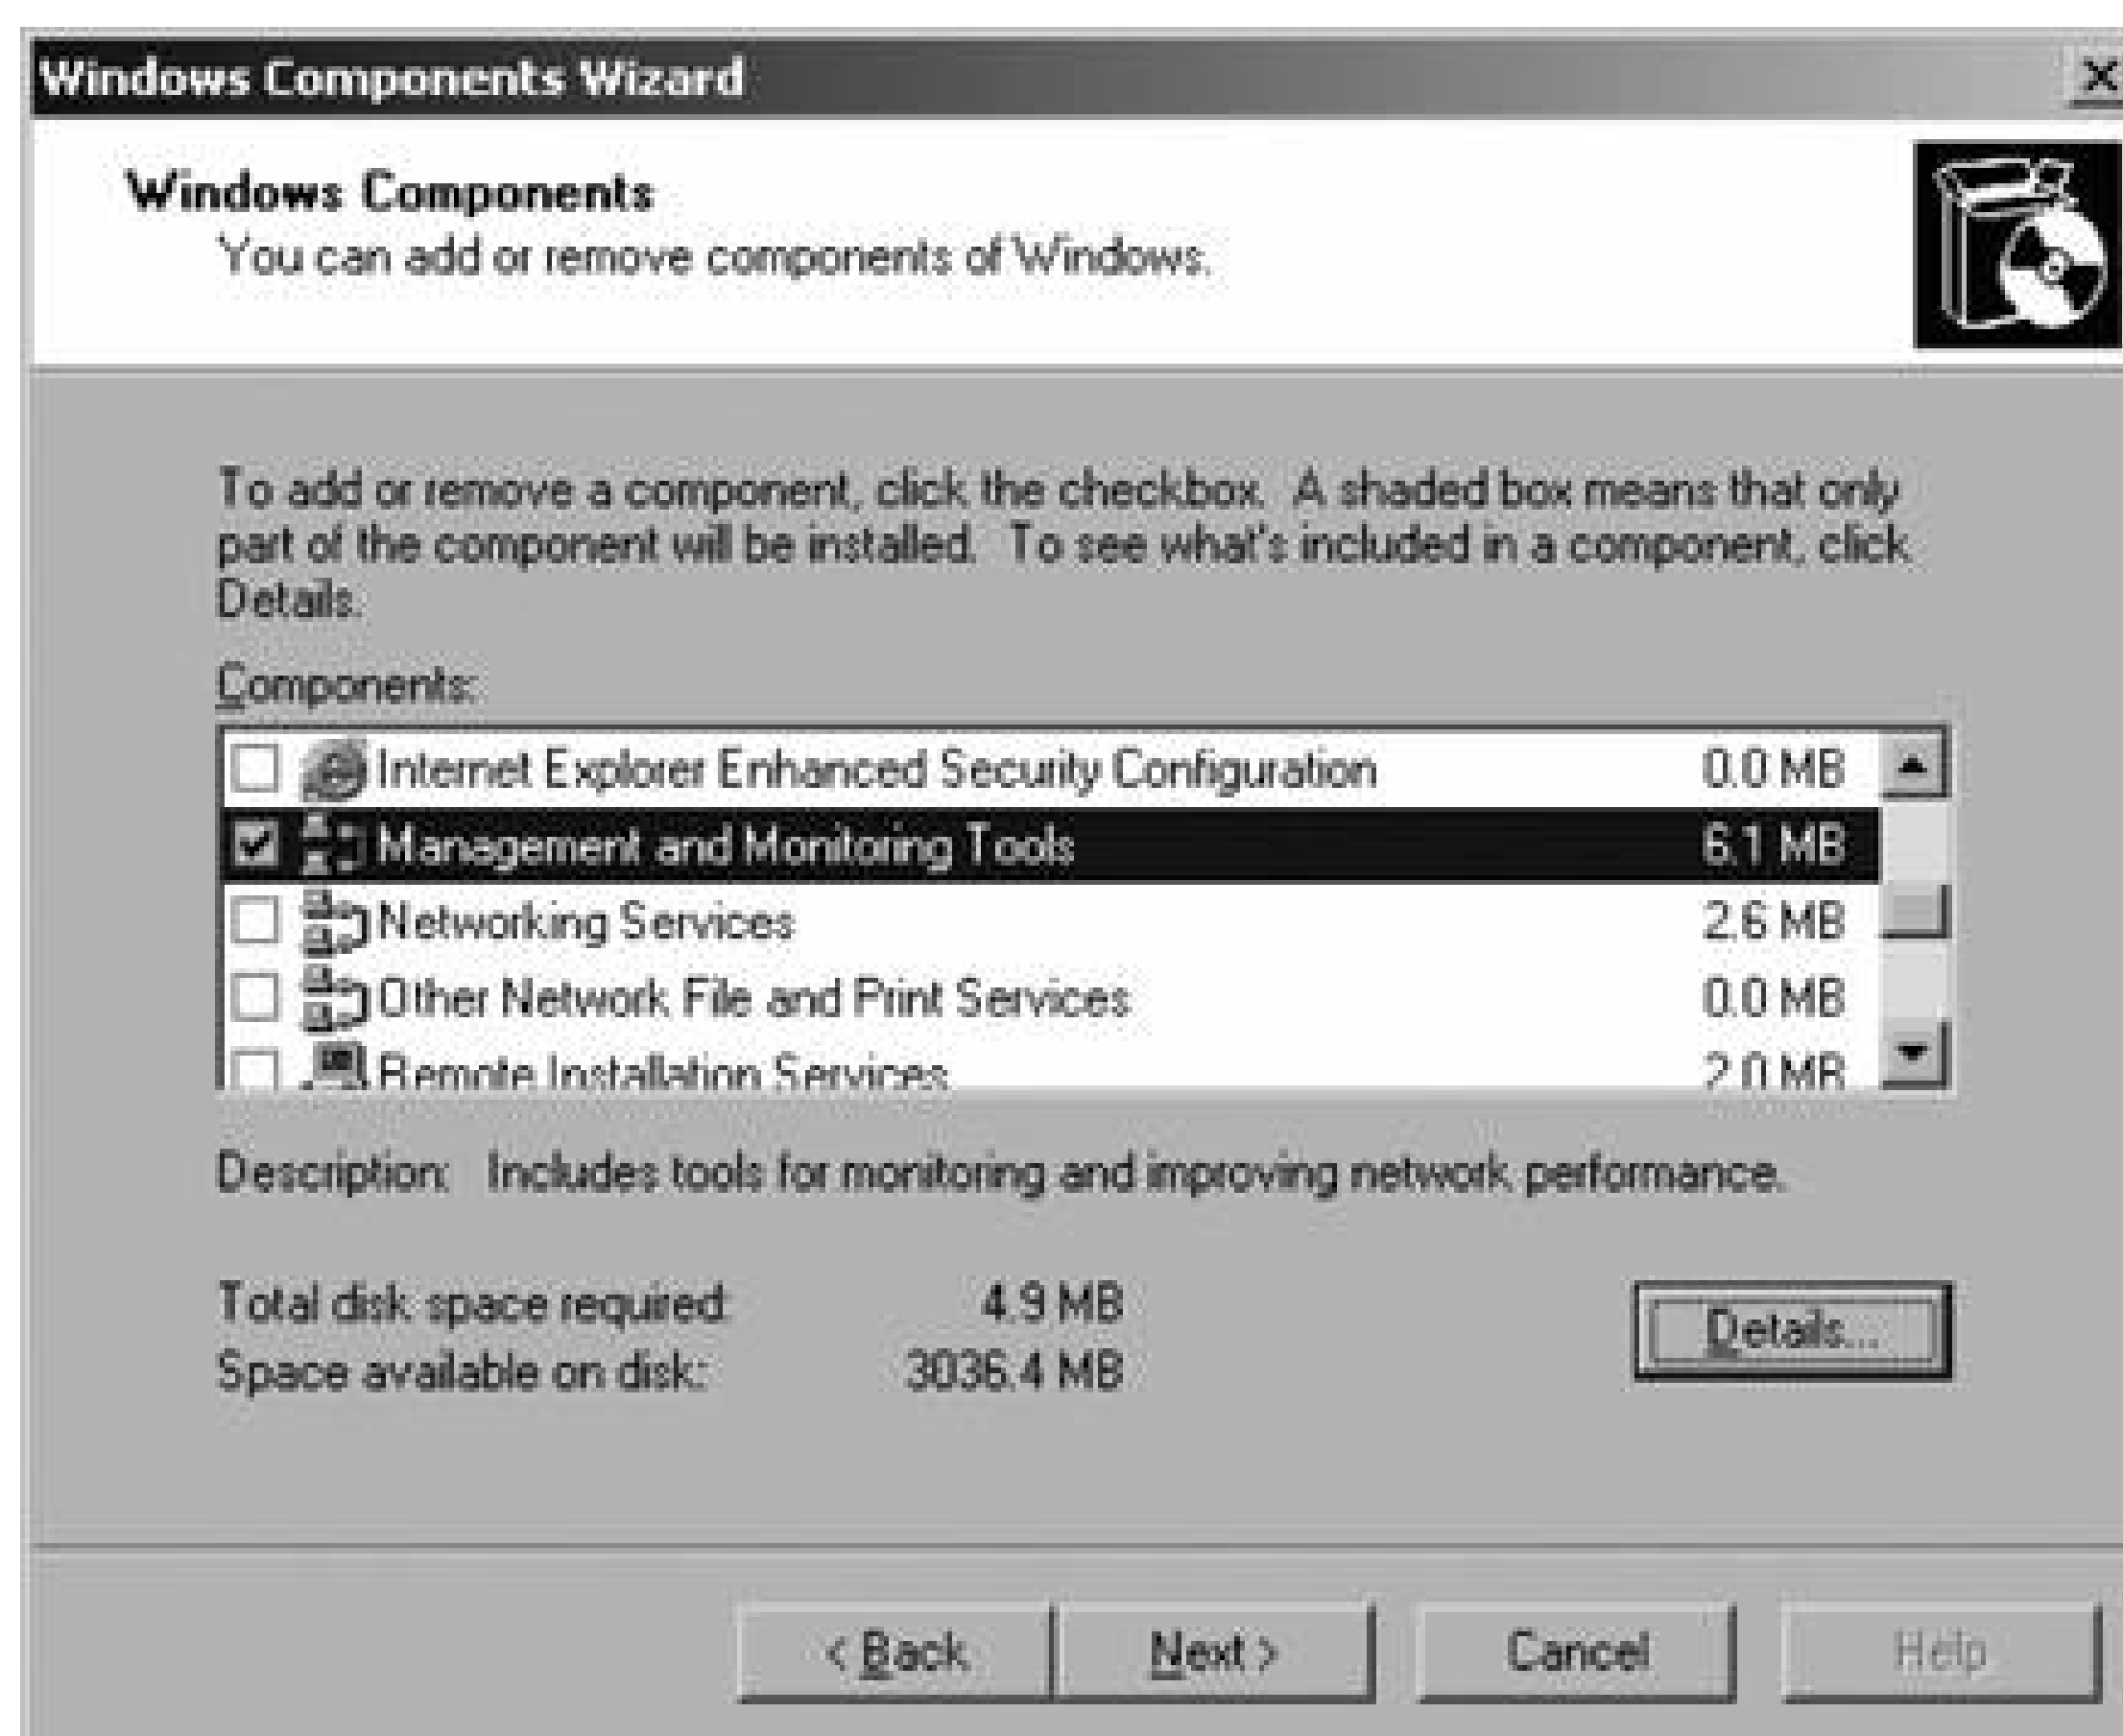 Windows Components Wizard
Windows Components
You can add or remove components of Windows.
To add or remove a component, click the checkbox. A shaded box means that only
part of the component will be installed. To see what's included in a component, click
Details.
Components:
Internet Explorer Enhanced Security Configuration 0.0 MB
Management and Monitoring Tools 6.1 MB
Networking Services 2.6 MB
Other Network File and Print Services 0.0 MB
Remote Installation Services 2.0 MB
Description: Includes tools for monitoring and improving network performance.
Total disk space required: 4.9 MB
Space available on disk: 3036.4 MB
Details...
< Back Next > Cancel Help